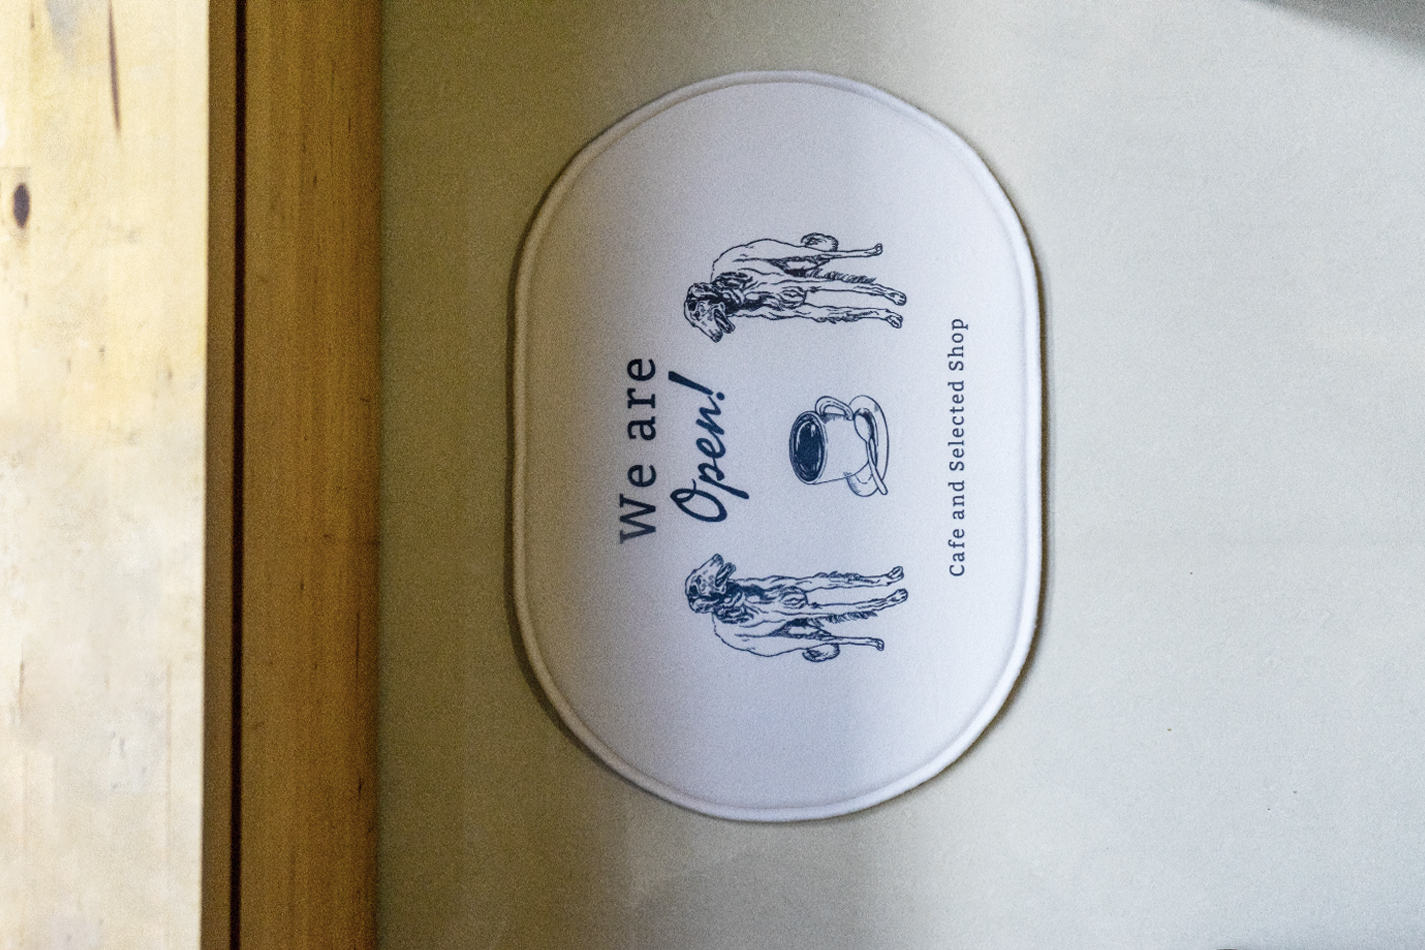 We are
Open!
Cafe and Selected Shop